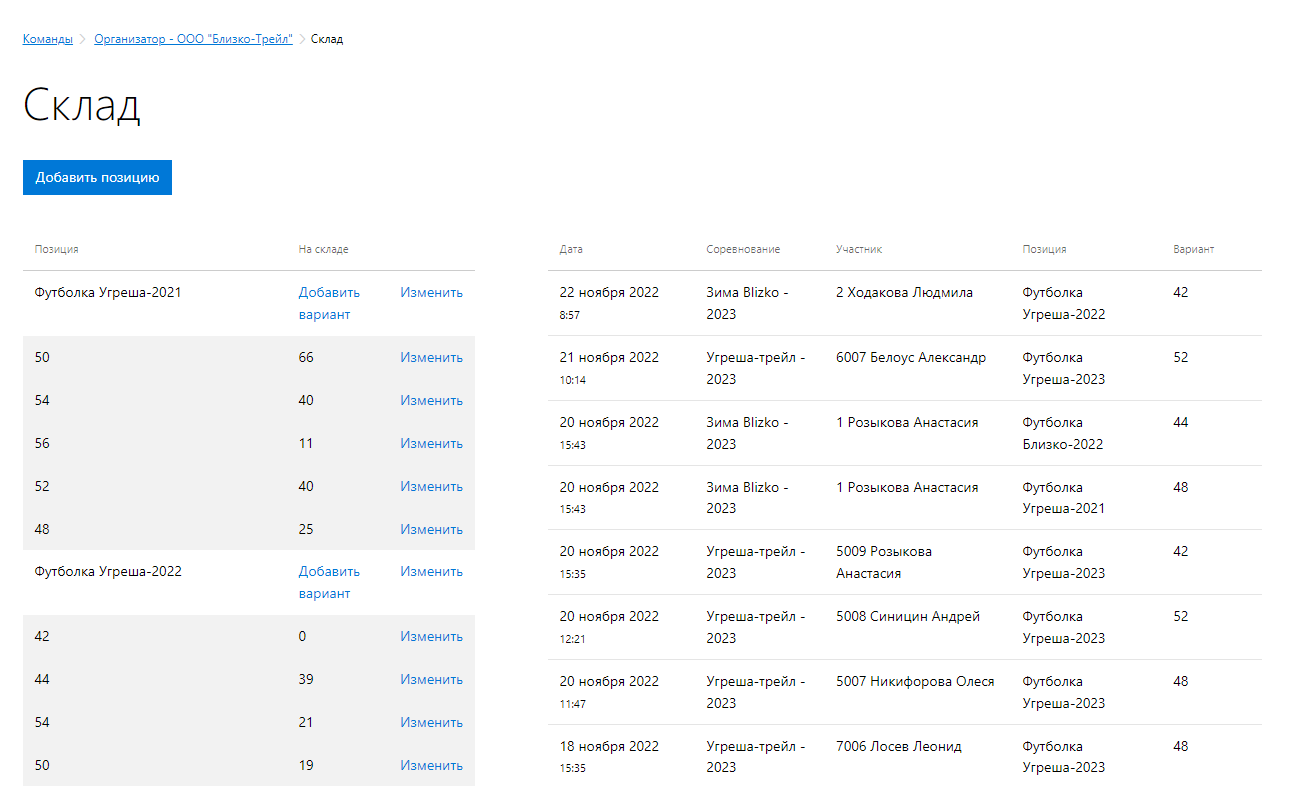 Команды > Организатор - ООО "Близко-Трейл" > Склад
Склад
Добавить позицию
Позиция На складе
Футболка Угреша-2021 Добавить вариант Изменить
50 66 Изменить
54 40 Изменить
56 11 Изменить
52 40 Изменить
48 25 Изменить
Футболка Угреша-2022 Добавить вариант Изменить
42 0 Изменить
44 39 Изменить
54 21 Изменить
50 19 Изменить
Дата Соревнование Участник Позиция Вариант
22 ноября 2022 Зима Blizko - 2 Ходакова Людмила Футболка 42
8:57 2023 Угреша-2022
21 ноября 2022 Угреша-трейл - 6007 Белоус Александр Футболка 52
10:14 2023 Угреша-2023
20 ноября 2022 Зима Blizko - 1 Розыкова Анастасия Футболка 44
15:43 2023 Близко-2022
20 ноября 2022 Зима Blizko - 1 Розыкова Анастасия Футболка 48
15:43 2023 Угреша-2021
20 ноября 2022 Угреша-трейл - 5009 Розыкова Футболка 42
15:35 2023 Анастасия Угреша-2023
20 ноября 2022 Угреша-трейл - 5008 Синицин Андрей Футболка 52
12:21 2023 Угреша-2023
20 ноября 2022 Угреша-трейл - 5007 Никифорова Олеся Футболка 48
11:47 2023 Угреша-2023
18 ноября 2022 Угреша-трейл - 7006 Лосев Леонид Футболка 48
15:35 2023 Угреша-2023